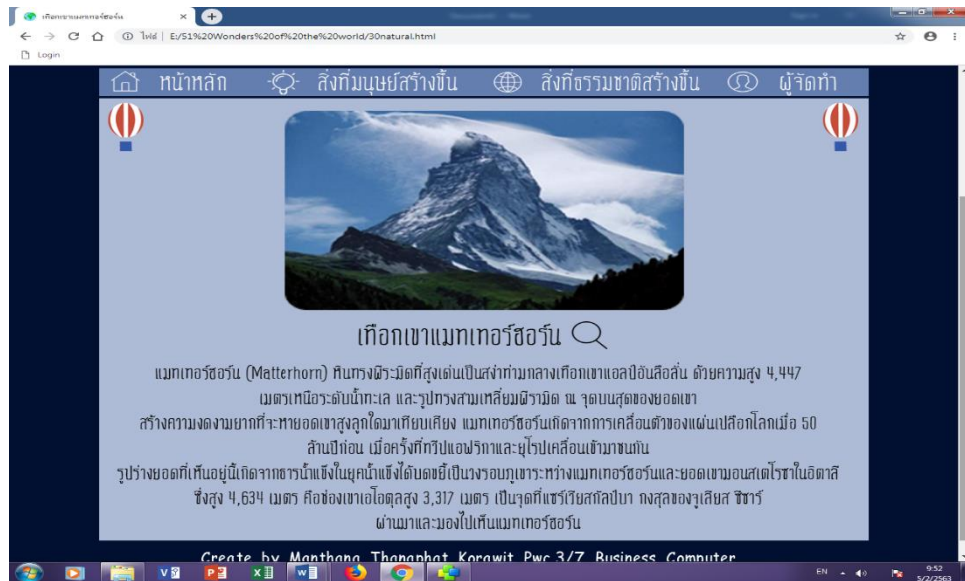 เทือกเขาแมทเทอร์ฮอร์น
ไฟล์ | E:/51%20Wonders%20of%20the%20world/30natural.html
Login
หน้าหลัก สิ่งที่มนุษย์สร้างขึ้น สิ่งที่ธรรมชาติสร้างขึ้น ผู้จัดทำ
เทือกเขาแมทเทอร์ฮอร์น
แมทเทอร์ฮอร์น (Matterhorn) หินทรงพีระมิดที่สูงเด่นเป็นสง่าท่ามกลางเทือกเขาแอลป์อันลือลั่น ด้วยความสูง 4,447
เมตรเหนือระดับน้ำทะเล และรูปทรงสามเหลี่ยมพีรามิด ณ จุดบนสุดของยอดเขา
สร้างความงดงามยากที่จะหายอดเขาสูงลูกใดมาเทียบเคียง แมทเทอร์ฮอร์นเกิดจากการเคลื่อนตัวของแผ่นเปลือกโลกเมื่อ 50
ล้านปีก่อน เมื่อครั้งที่ทวีปแอฟริกาและยุโรปเคลื่อนเข้ามาชนกัน
รูปร่างยอดที่เห็นอยู่นี้เกิดจากธารน้ำแข็งในยุคน้ำแข็งได้บดขยี้เป็นวงรอบภูเขาระหว่างแมทเทอร์ฮอร์นและยอดเขามอนสเตโรซาในอิตาลี
ซึ่งสูง 4,634 เมตร คือช่องเขาเอโอดุลสูง 3,317 เมตร เป็นจุดที่แซร์เวียสกัลป์บา กงสุลของจูเลียส ซีซาร์
ผ่านมาและมองไปเห็นแมทเทอร์ฮอร์น
Create by Manthana Thanaphat Korawit Pwc.3/7 Business Computer
EN
9:52
5/2/2563